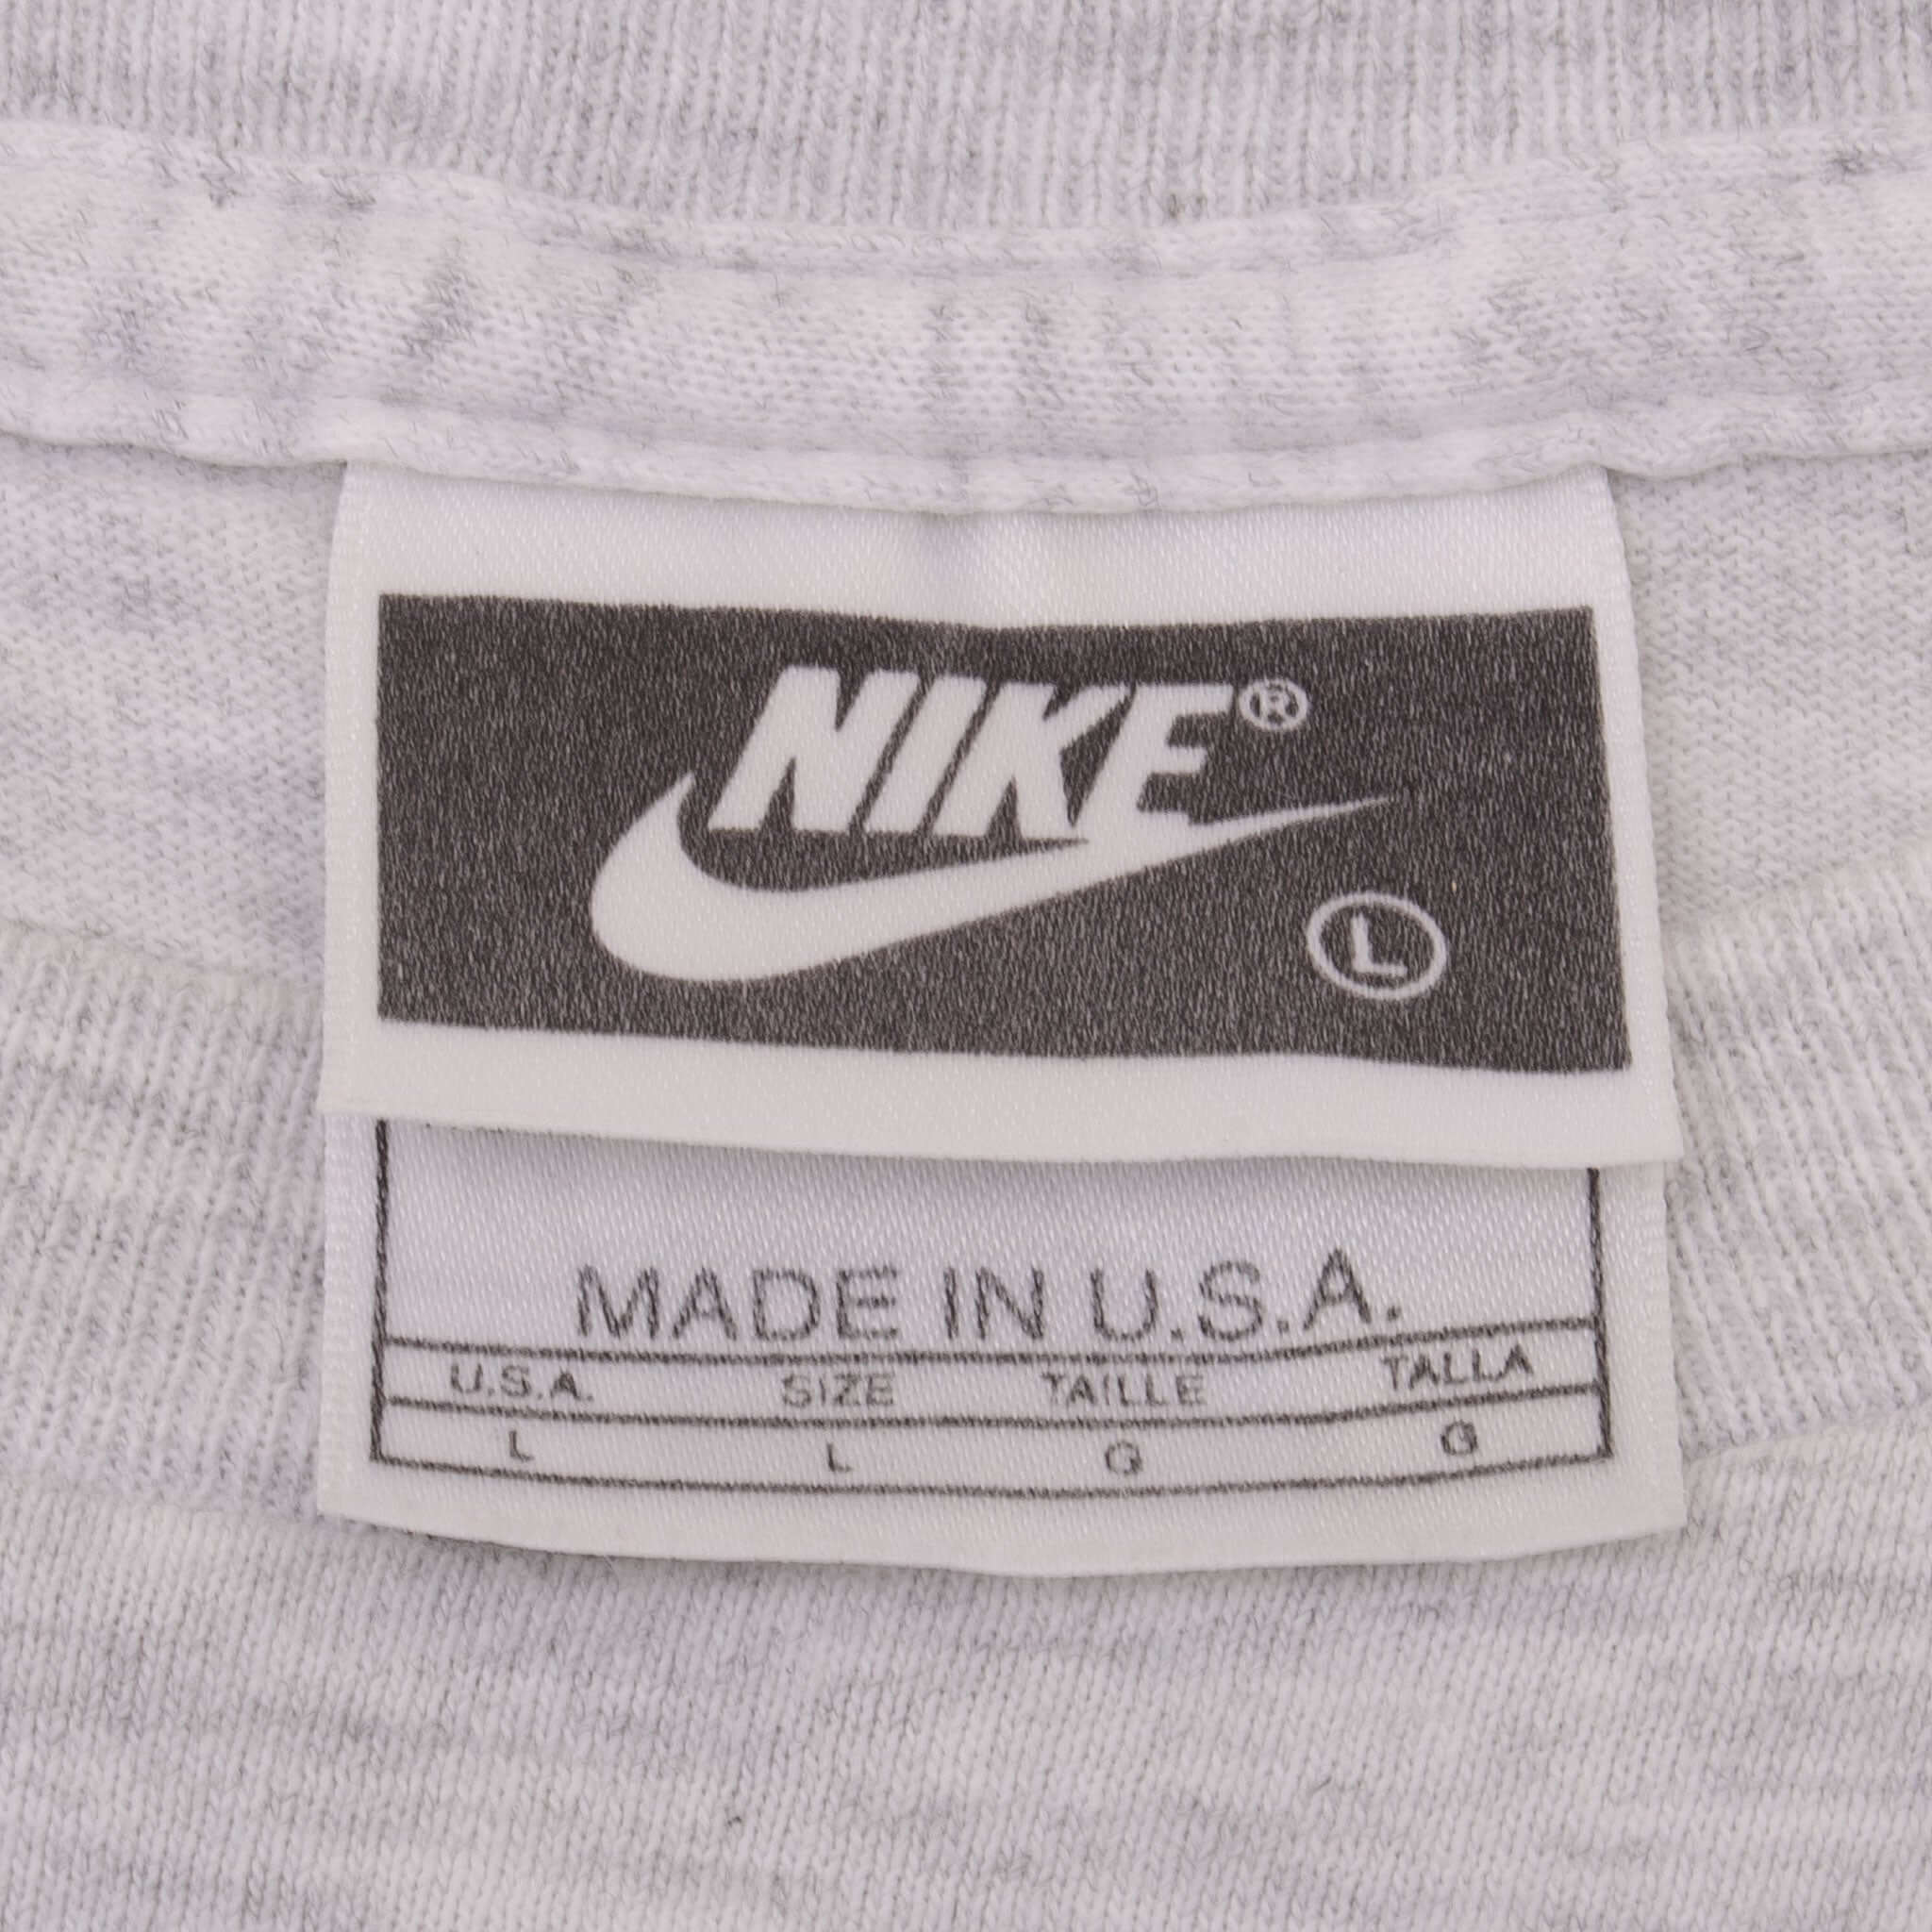 NIKE®
L
MADE IN U.S.A.
U.S.A. SIZE TAILLE TALLA
L L G G